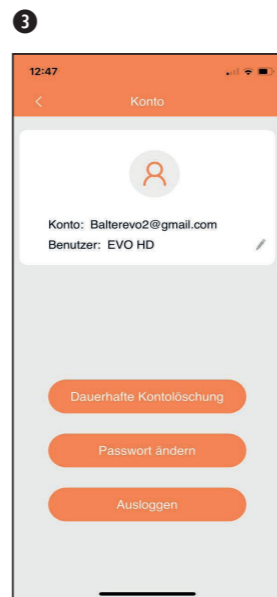 3
12:47
Konto
Konto: Balterevo2@gmail.com
Benutzer: EVO HD
Dauerhafte Kontolöschung
Passwort ändern
Ausloggen